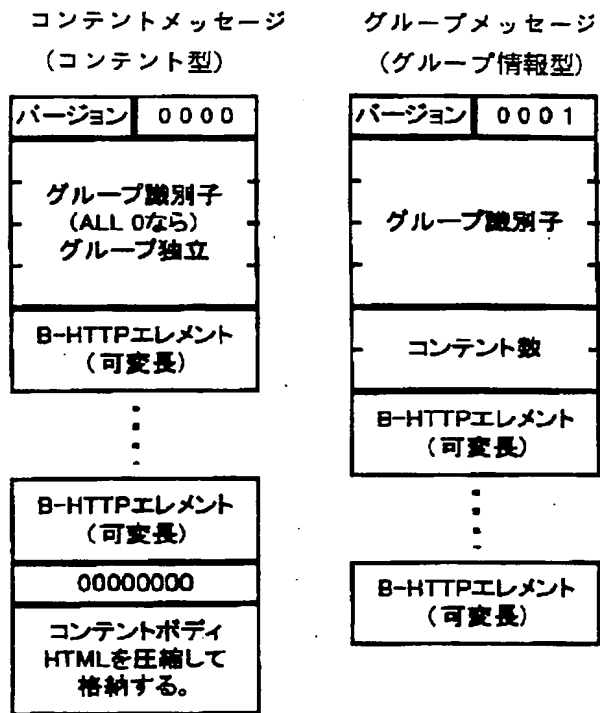 コンテントメッセージ
(コンテント型)
バージョン 0000
グループ識別子
(ALL 0なら)
グループ独立
B-HTTPエレメント
(可変長)
B-HTTPエレメント
(可変長)
00000000
コンテントボディ
HTMLを圧縮して
格納する。
グループメッセージ
(グループ情報型)
バージョン 0001
グループ識別子
コンテント数
B-HTTPエレメント
(可変長)
B-HTTPエレメント
(可変長)